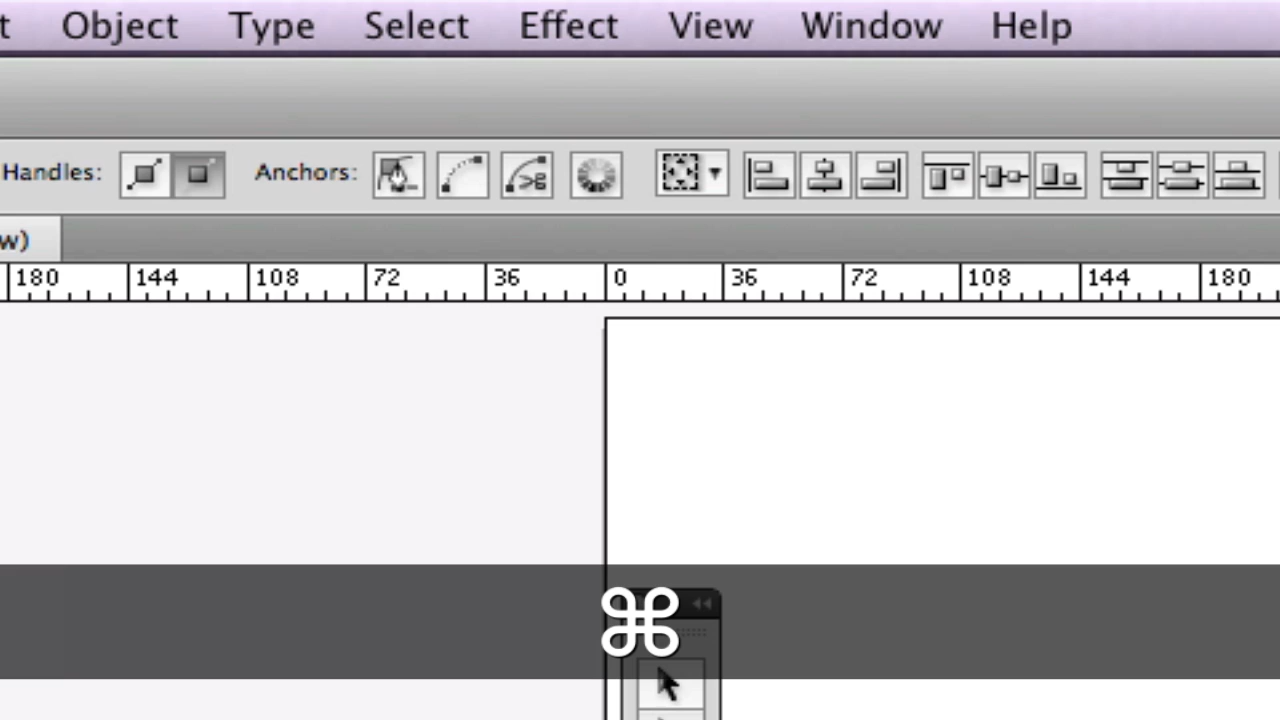 t Object Type Select Effect View Window Help
Handles: Anchors:
w)
180 144 108 72 36 0 36 72 108 144 180
⌘